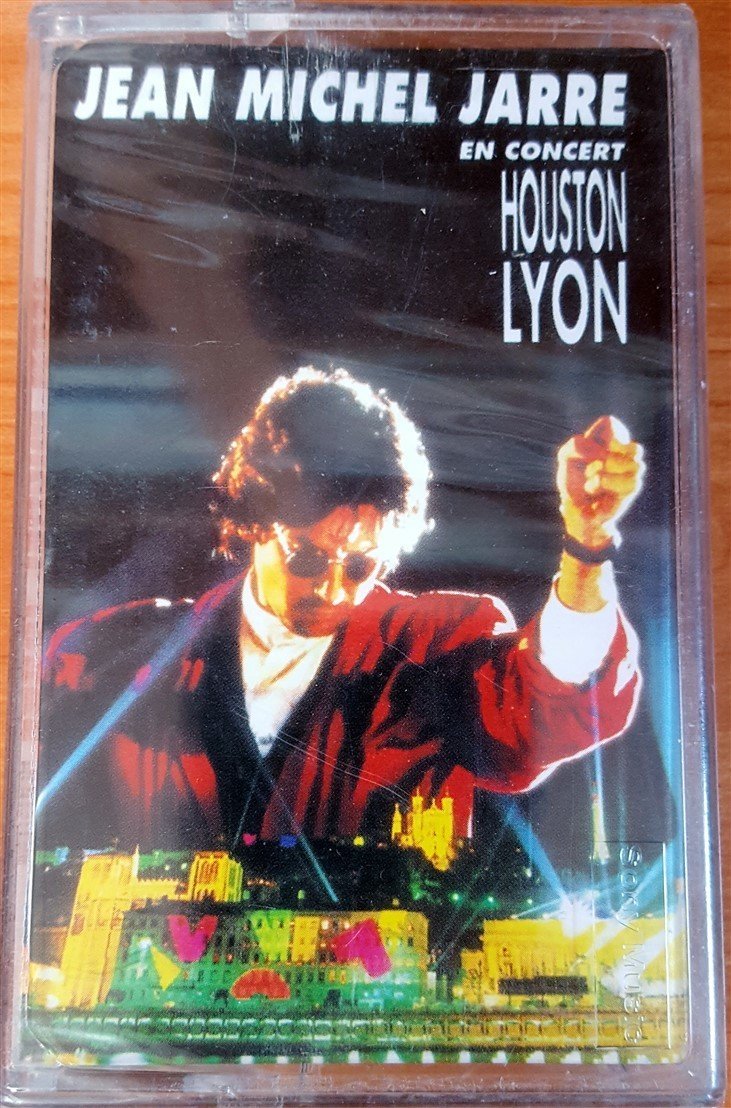 JEAN MICHEL JARRE
EN CONCERT
HOUSTON
LYON
Sony Music